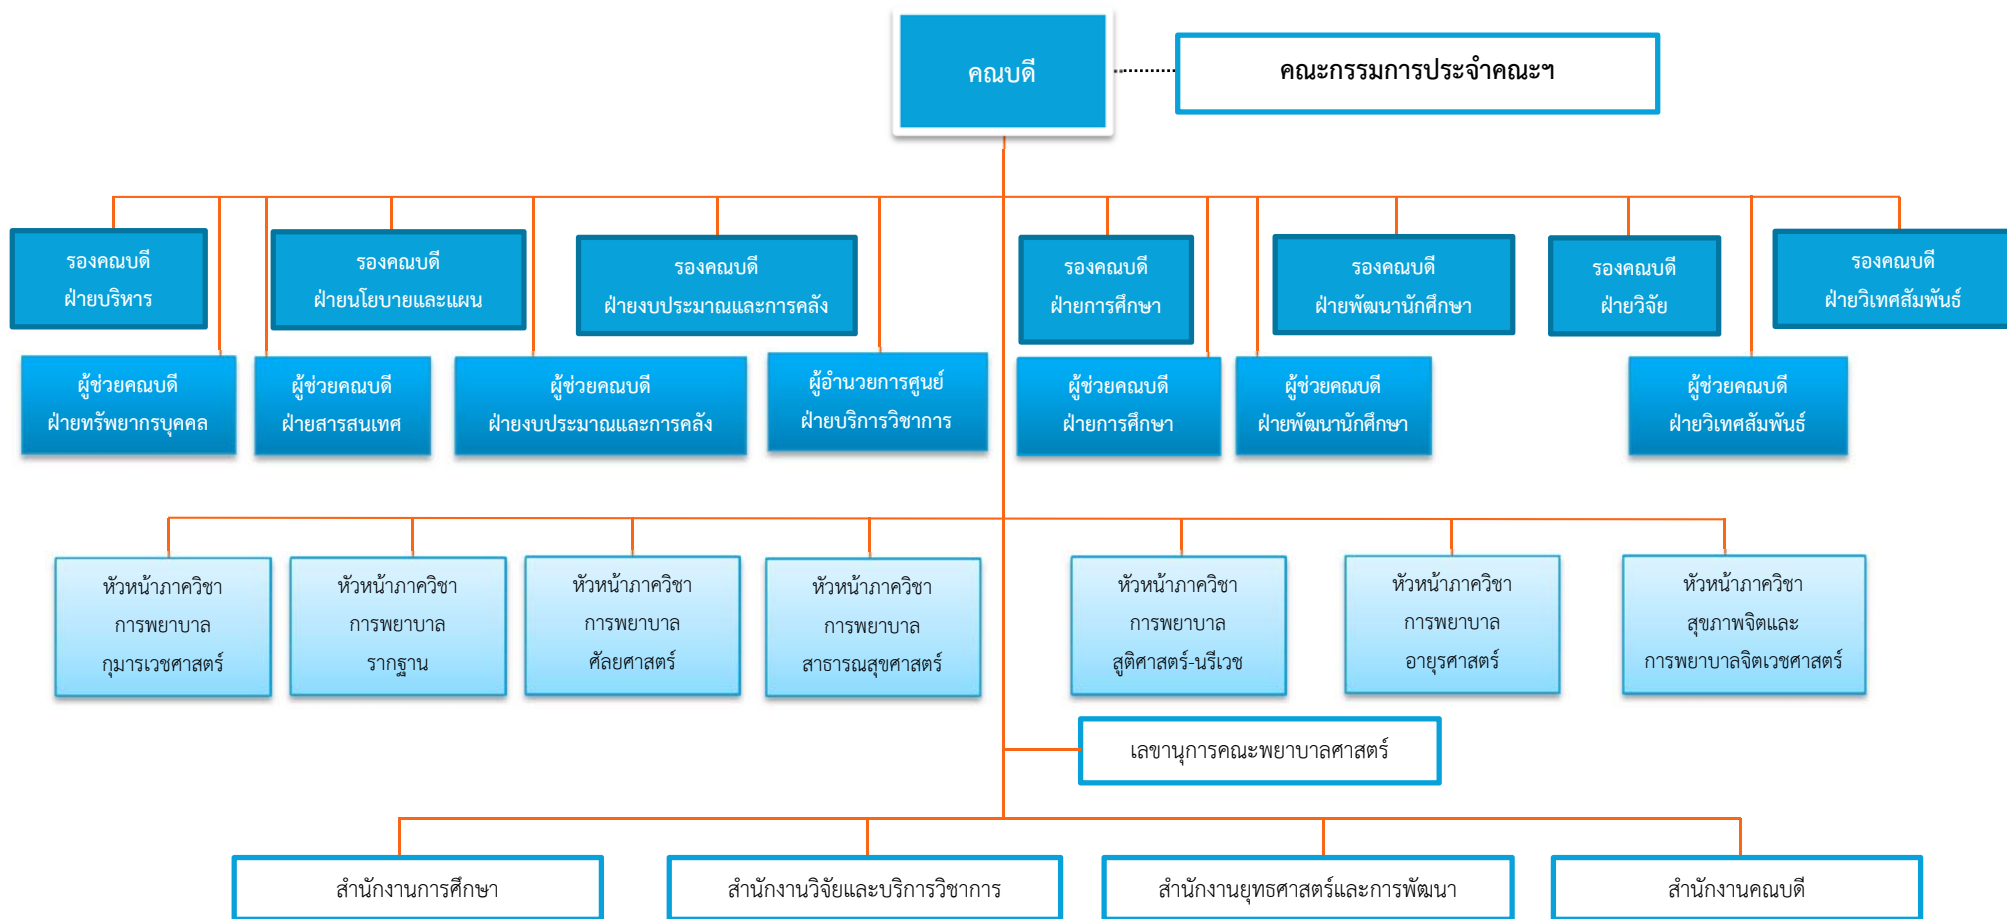 คณบดี
คณะกรรมการประจำคณะฯ
รองคณบดี
ฝ่ายบริหาร
รองคณบดี
ฝ่ายนโยบายและแผน
รองคณบดี
ฝ่ายงบประมาณและการคลัง
รองคณบดี
ฝ่ายการศึกษา
รองคณบดี
ฝ่ายพัฒนานักศึกษา
รองคณบดี
ฝ่ายวิจัย
รองคณบดี
ฝ่ายวิเทศสัมพันธ์
ผู้ช่วยคณบดี
ฝ่ายทรัพยากรบุคคล
ผู้ช่วยคณบดี
ฝ่ายสารสนเทศ
ผู้ช่วยคณบดี
ฝ่ายงบประมาณและการคลัง
ผู้อำนวยการศูนย์
ฝ่ายบริการวิชาการ
ผู้ช่วยคณบดี
ฝ่ายการศึกษา
ผู้ช่วยคณบดี
ฝ่ายพัฒนานักศึกษา
ผู้ช่วยคณบดี
ฝ่ายวิเทศสัมพันธ์
หัวหน้าภาควิชา
การพยาบาล
กุมารเวชศาสตร์
หัวหน้าภาควิชา
การพยาบาล
รากฐาน
หัวหน้าภาควิชา
การพยาบาล
ศัลยศาสตร์
หัวหน้าภาควิชา
การพยาบาล
สาธารณสุขศาสตร์
หัวหน้าภาควิชา
การพยาบาล
สูติศาสตร์-นรีเวช
หัวหน้าภาควิชา
การพยาบาล
อายุรศาสตร์
หัวหน้าภาควิชา
สุขภาพจิตและ
การพยาบาลจิตเวชศาสตร์
เลขานุการคณะพยาบาลศาสตร์
สำนักงานการศึกษา
สำนักงานวิจัยและบริการวิชาการ
สำนักงานยุทธศาสตร์และการพัฒนา
สำนักงานคณบดี